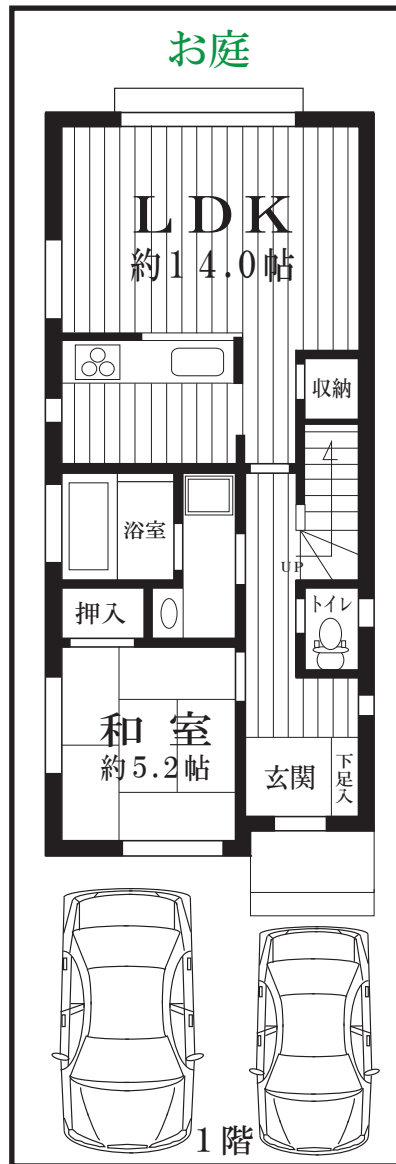 お庭
LDK
約14.0帖
収納
浴室
UP
押入
トイレ
和室
約5.2帖
玄関
下足入
1階